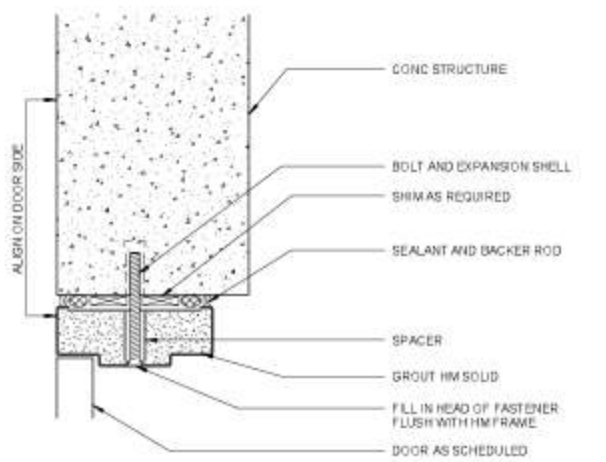 CONC STRUCTURE
BOLT AND EXPANSION SHELL
SHIM AS REQUIRED
ALIGN ON DOOR SIDE
SEALANT AND BACKER ROD
SPACER
GROUT HM SOLID
FILL IN HEAD OF FASTENER
FLUSH WITH HM FRAME
DOOR AS SCHEDULED